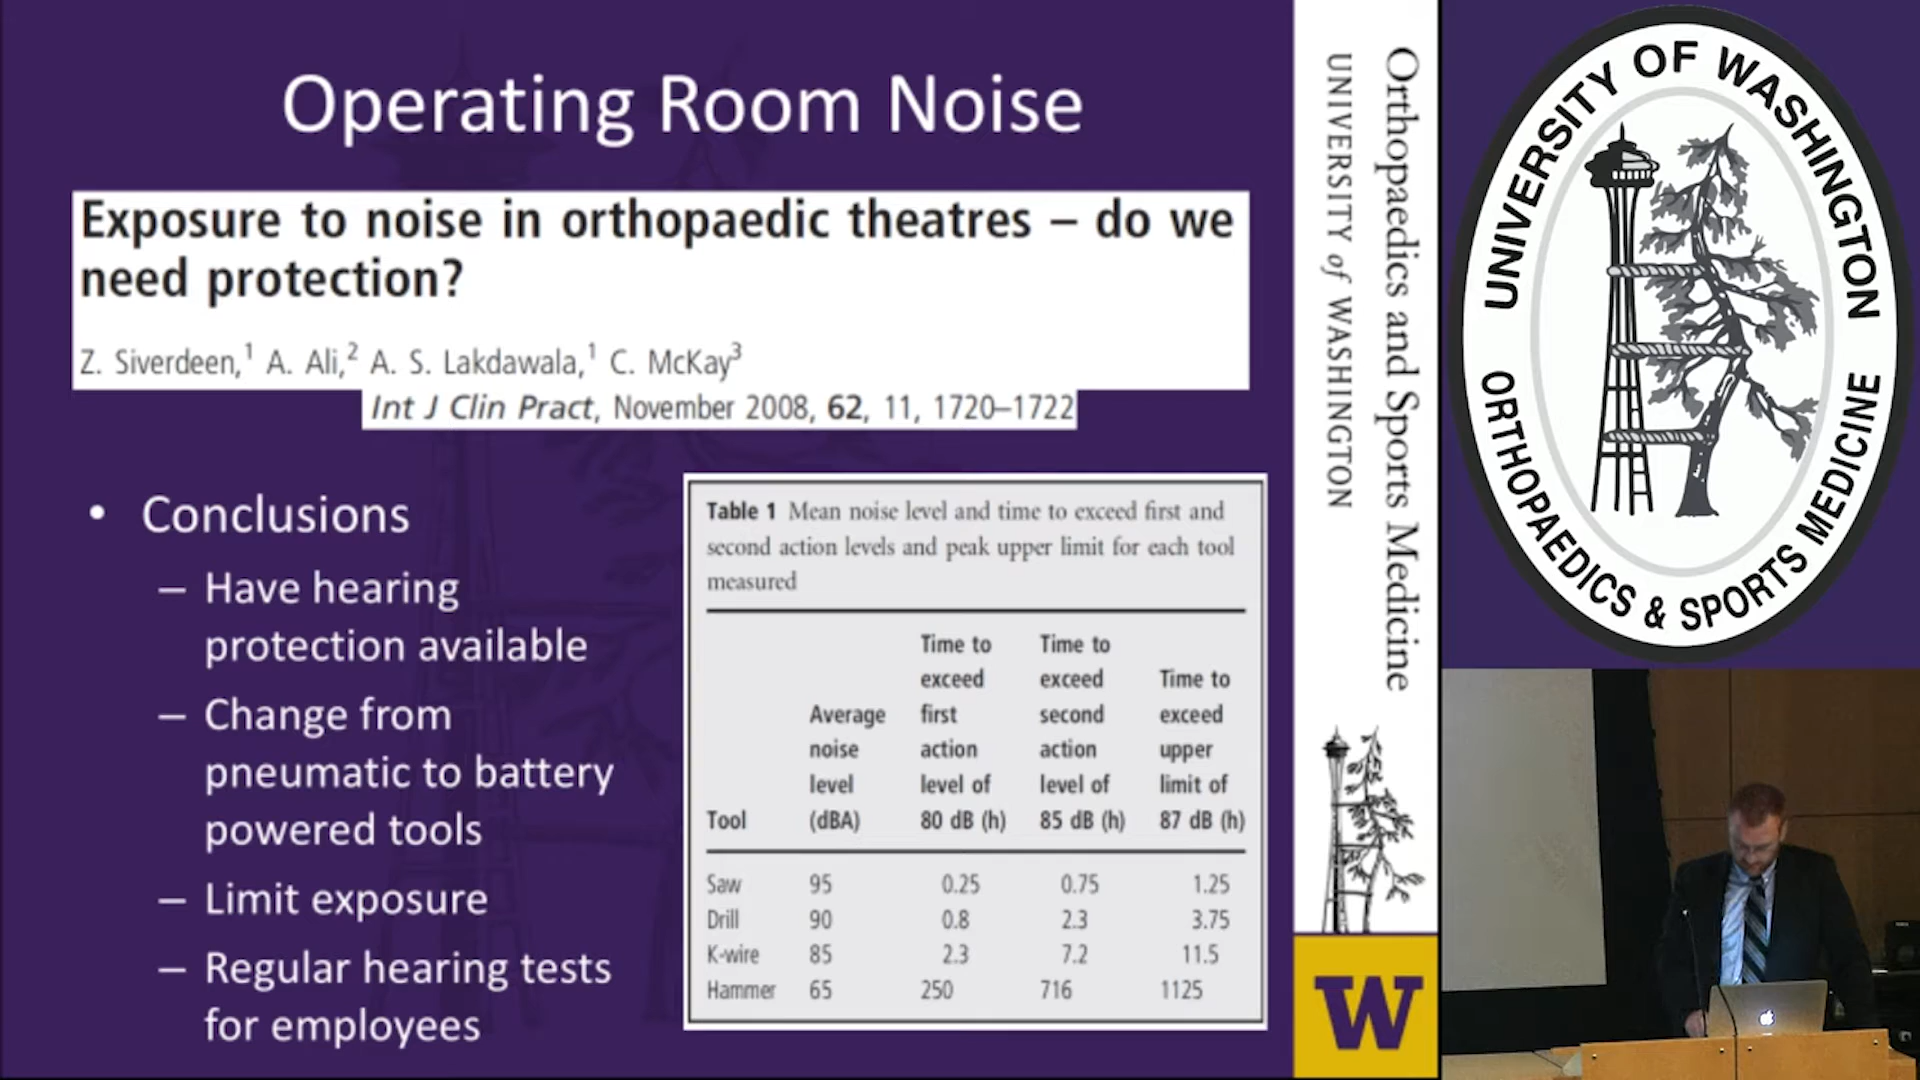 Operating Room Noise
Exposure to noise in orthopaedic theatres – do we
need protection?
Z. Siverdeen,¹ A. Ali,² A. S. Lakdawala,¹ C. McKay³
Int J Clin Pract, November 2008, 62, 11, 1720–1722
• Conclusions
– Have hearing
protection available
– Change from
pneumatic to battery
powered tools
– Limit exposure
– Regular hearing tests
for employees
Table 1 Mean noise level and time to exceed first and
second action levels and peak upper limit for each tool
measured
Tool
Average
noise
level
(dBA)
Time to
exceed
first
action
level of
80 dB (h)
Time to
exceed
second
action
level of
85 dB (h)
Time to
exceed
upper
limit of
87 dB (h)
Saw 95 0.25 0.75 1.25
Drill 90 0.8 2.3 3.75
K-wire 85 2.3 7.2 11.5
Hammer 65 250 716 1125
Orthopaedics and Sports Medicine
UNIVERSITY of WASHINGTON
W
UNIVERSITY OF WASHINGTON
ORTHOPAEDICS & SPORTS MEDICINE